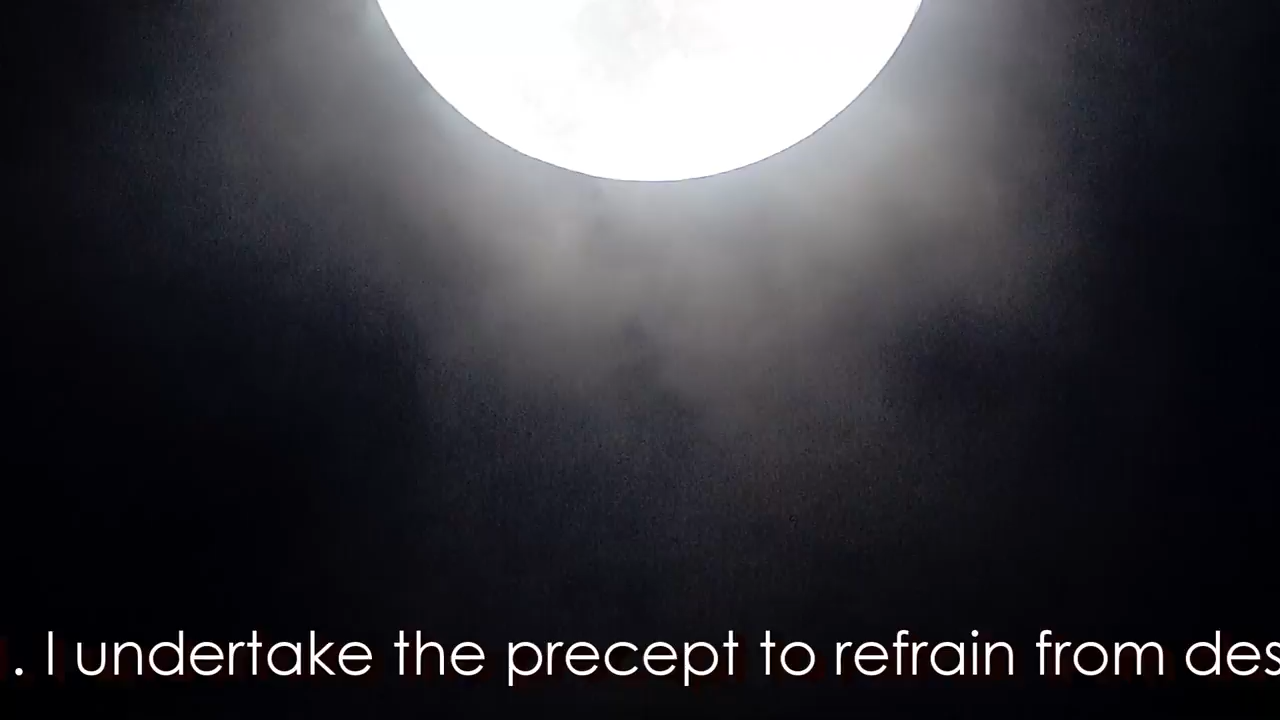 . I undertake the precept to refrain from des